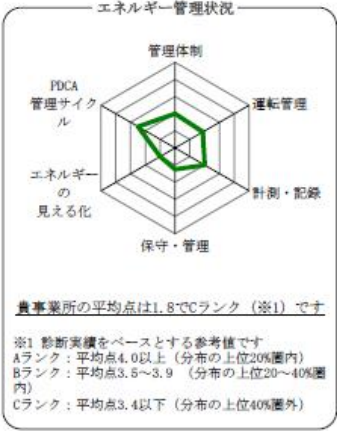 エネルギー管理状況
管理体制
PDCA
管理サイク
ル
運転管理
エネルギー
の
見える化
計測・記録
保守・管理
貴事業所の平均点は1.8でCランク（※1）です
※1 診断実績をベースとする参考値です
Aランク：平均点4.0以上（分布の上位20%圏内）
Bランク：平均点3.5～3.9 （分布の上位20～40%圏
内）
Cランク：平均点3.4以下（分布の上位40%圏外）